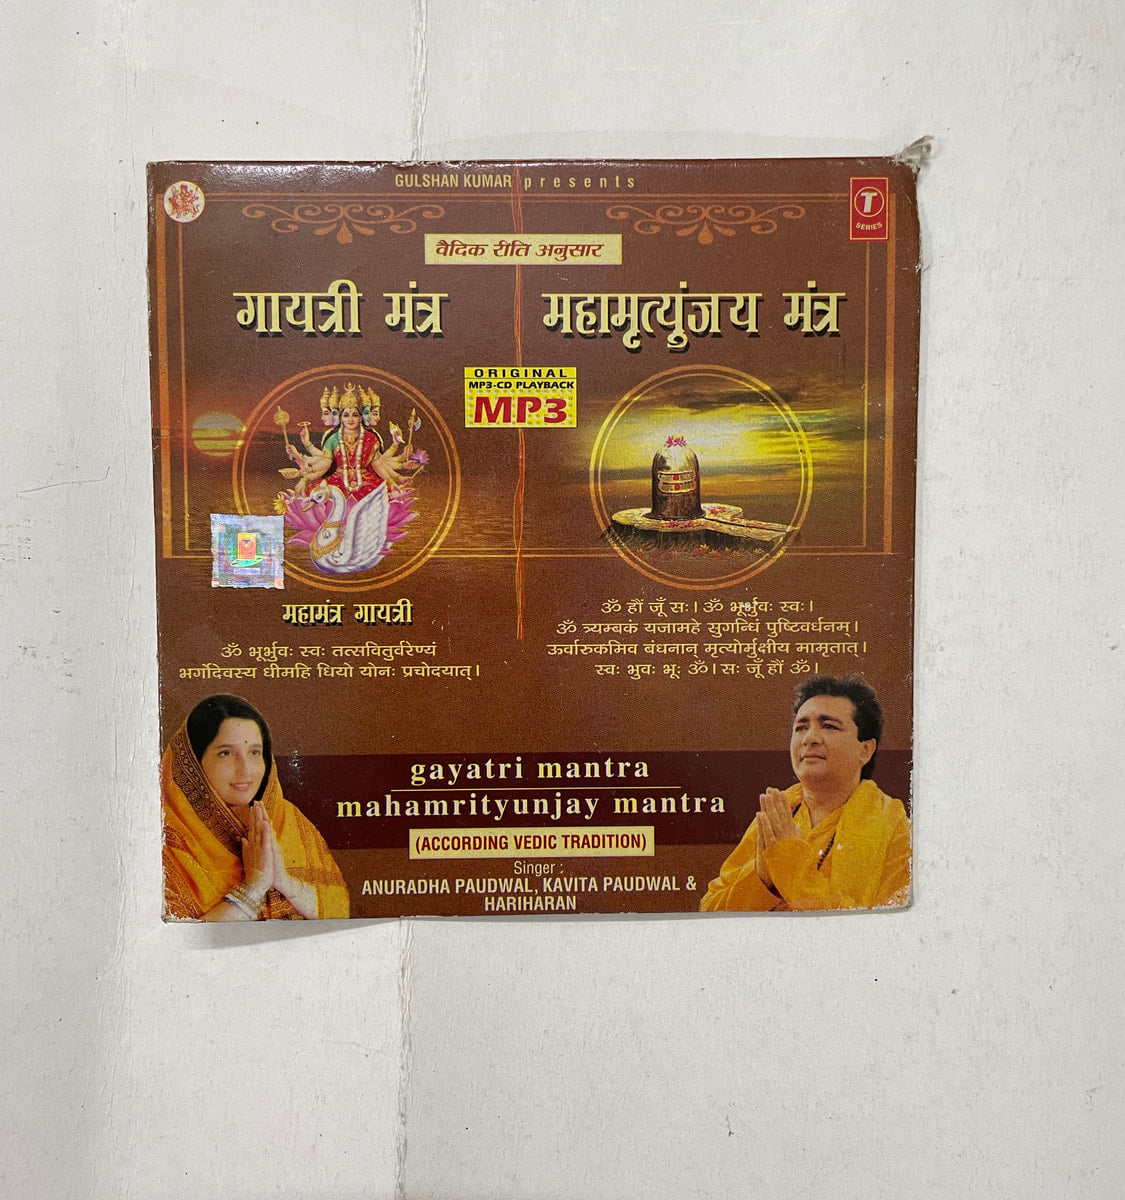 GULSHAN KUMAR presents
T
SERIES
वैदिक रीति अनुसार
गायत्री मंत्र
महामृत्युंजय मंत्र
ORIGINAL
MP3-CD PLAYBACK
MP3
महामंत्र गायत्री
ॐ भूर्भुवः स्वः तत्सवितुर्वरेण्यं
भर्गोदेवस्य धीमहि धियो योनः प्रचोदयात्।
ॐ हौं जूँ सः। ॐ भूर्भुवः स्वः।
ॐ त्र्यम्बकं यजामहे सुगन्धिं पुष्टिवर्धनम्।
ऊर्वारुकमिव बंधनान् मृत्योर्मुक्षीय मामृतात्।
स्वः भुवः भूः ॐ। सः जूँ हौं ॐ।
gayatri mantra
mahamrityunjay mantra
(ACCORDING VEDIC TRADITION)
Singer :
ANURADHA PAUDWAL, KAVITA PAUDWAL &
HARIHARAN